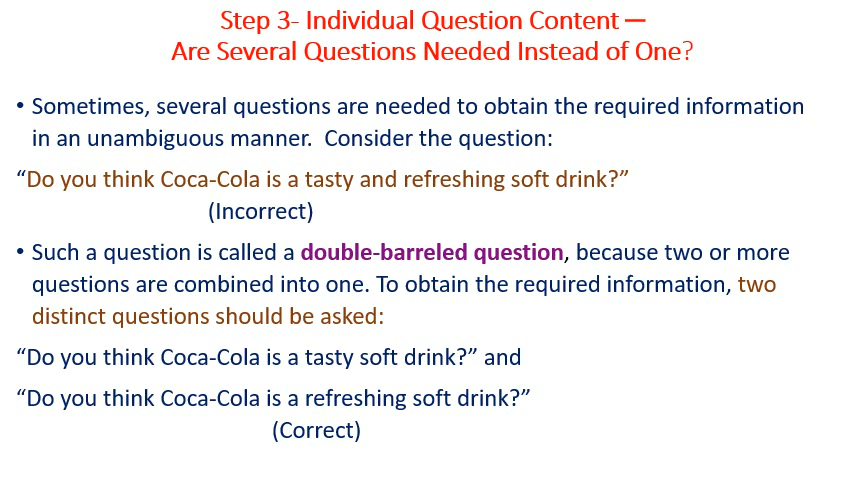 Step 3- Individual Question Content —
Are Several Questions Needed Instead of One?
• Sometimes, several questions are needed to obtain the required information
in an unambiguous manner.  Consider the question:
“Do you think Coca-Cola is a tasty and refreshing soft drink?”
(Incorrect)
• Such a question is called a double-barreled question, because two or more
questions are combined into one. To obtain the required information, two
distinct questions should be asked:
“Do you think Coca-Cola is a tasty soft drink?” and
“Do you think Coca-Cola is a refreshing soft drink?”
(Correct)